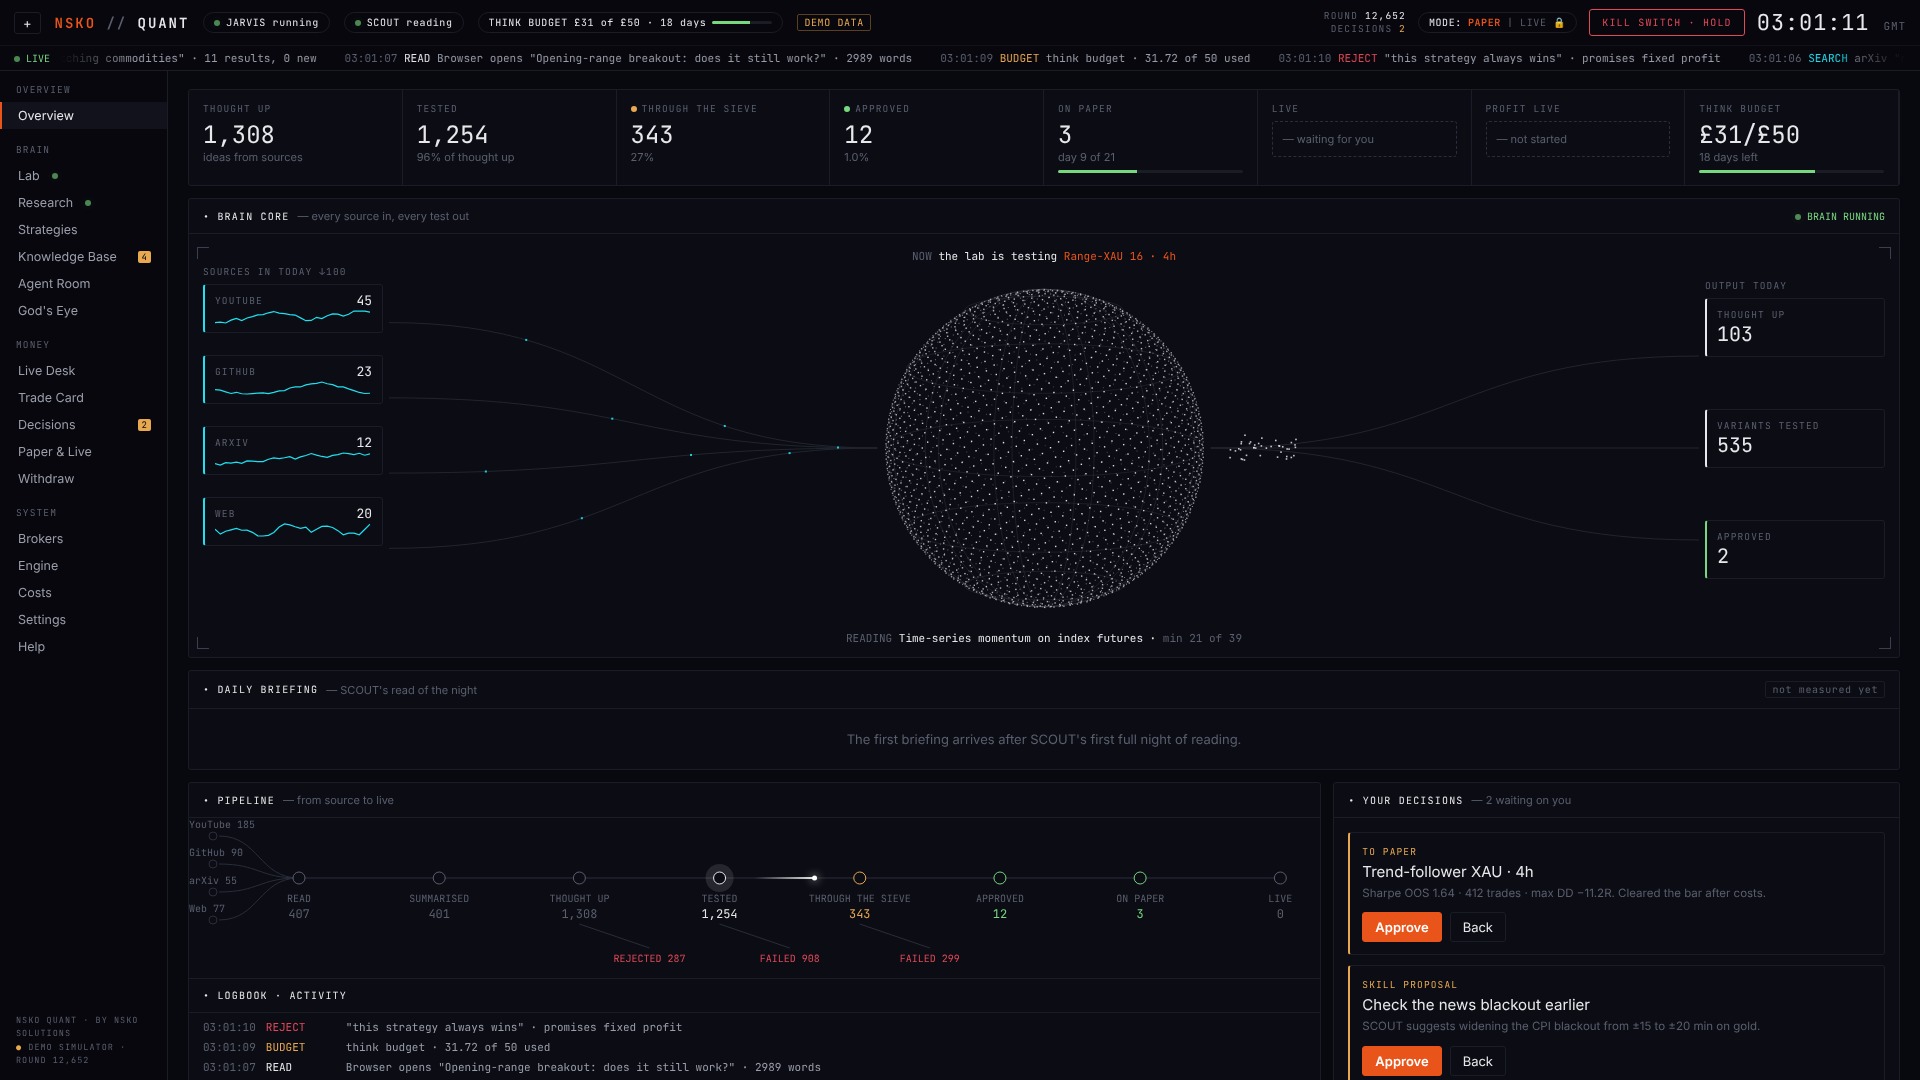 + NSKO // QUANT JARVIS running SCOUT reading THINK BUDGET £31 of £50 · 18 days DEMO DATA ROUND 12,652 DECISIONS 2 MODE: PAPER | LIVE 🔒 KILL SWITCH · HOLD 03:01:11 GMT
LIVE ching commodities" · 11 results, 0 new 03:01:07 READ Browser opens "Opening-range breakout: does it still work?" · 2989 words 03:01:09 BUDGET think budget · 31.72 of 50 used 03:01:10 REJECT "this strategy always wins" · promises fixed profit 03:01:06 SEARCH arXiv "
OVERVIEW
Overview
BRAIN
Lab
Research
Strategies
Knowledge Base 4
Agent Room
God's Eye
MONEY
Live Desk
Trade Card
Decisions 2
Paper & Live
Withdraw
SYSTEM
Brokers
Engine
Costs
Settings
Help
NSKO QUANT · BY NSKO
SOLUTIONS
DEMO SIMULATOR ·
ROUND 12,652
THOUGHT UP
1,308
ideas from sources
TESTED
1,254
96% of thought up
THROUGH THE SIEVE
343
27%
APPROVED
12
1.0%
ON PAPER
3
day 9 of 21
LIVE
— waiting for you
PROFIT LIVE
— not started
THINK BUDGET
£31/£50
18 days left
• BRAIN CORE — every source in, every test out
BRAIN RUNNING
NOW the lab is testing Range-XAU 16 · 4h
SOURCES IN TODAY ↓100
YOUTUBE 45
GITHUB 23
ARXIV 12
WEB 20
OUTPUT TODAY
THOUGHT UP
103
VARIANTS TESTED
535
APPROVED
2
READING Time-series momentum on index futures · min 21 of 39
• DAILY BRIEFING — SCOUT's read of the night
not measured yet
The first briefing arrives after SCOUT's first full night of reading.
• PIPELINE — from source to live
YouTube 185
GitHub 90
arXiv 55
Web 77
READ
407
SUMMARISED
401
THOUGHT UP
1,308
TESTED
1,254
THROUGH THE SIEVE
343
APPROVED
12
ON PAPER
3
LIVE
0
REJECTED 287
FAILED 908
FAILED 299
• LOGBOOK · ACTIVITY
03:01:10 REJECT "this strategy always wins" · promises fixed profit
03:01:09 BUDGET think budget · 31.72 of 50 used
03:01:07 READ Browser opens "Opening-range breakout: does it still work?" · 2989 words
• YOUR DECISIONS — 2 waiting on you
TO PAPER
Trend-follower XAU · 4h
Sharpe OOS 1.64 · 412 trades · max DD −11.2R. Cleared the bar after costs.
Approve Back
SKILL PROPOSAL
Check the news blackout earlier
SCOUT suggests widening the CPI blackout from ±15 to ±20 min on gold.
Approve Back